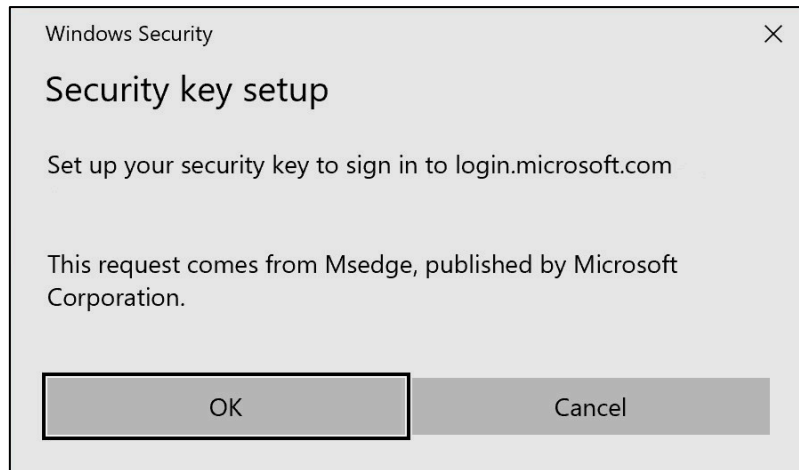 Windows Security
Security key setup
Set up your security key to sign in to login.microsoft.com
This request comes from Msedge, published by Microsoft
Corporation.
OK
Cancel